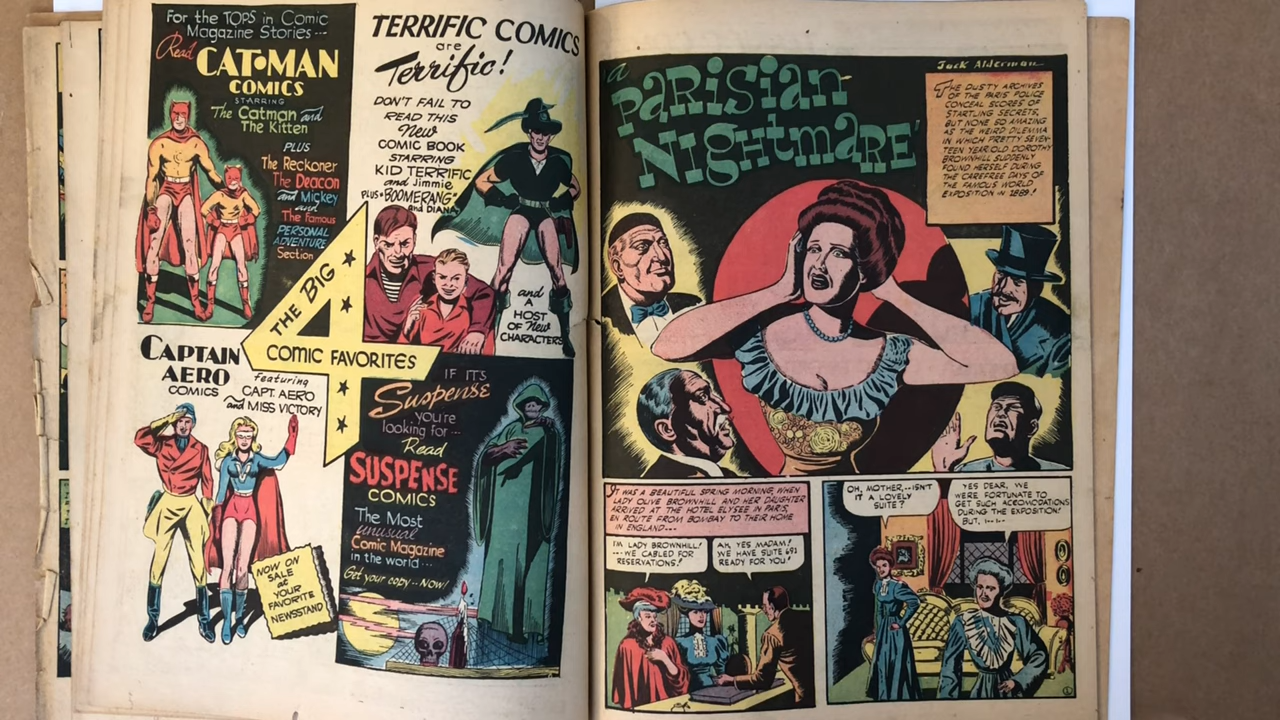 For the TOPS in Comic
Magazine Stories---
Read
CAT•MAN
COMICS
STARRING
The Catman and
The Kitten
PLUS
The Reckoner
The Deacon
and Mickey
and
The Famous
PERSONAL
ADVENTURE
Section
TERRIFIC COMICS
are
Terrific!
DON'T FAIL TO
READ THIS
New
COMIC BOOK
STARRING
KID TERRIFIC
and Jimmie
PLUS "BOOMERANG"
and DIANA
and
A
HOST
OF New
CHARACTERS
THE BIG
4
COMIC FAVORITES
CAPTAIN
AERO
COMICS
Featuring
CAPT. AERO
and MISS VICTORY
NOW ON
SALE
at
YOUR
FAVORITE
NEWSSTAND
IF IT'S
Suspense
you're
looking for---
Read
SUSPENSE
COMICS
The Most
unusual
Comic Magazine
in the world---
Get your copy--Now!
a
PARISIAN
NIGHTMARE'
Jack Alderman--
THE DUSTY ARCHIVES
OF THE PARIS POLICE
CONCEAL SCORES OF
STARTLING SECRETS,
BUT NONE SO AMAZING
AS THE WEIRD DILEMMA
IN WHICH PRETTY SEVEN-
TEEN YEAR OLD DOROTHY
BROWNHILL SUDDENLY
FOUND HERSELF DURING
THE CAREFREE DAYS OF
THE FAMOUS WORLD
EXPOSITION IN 1889!
IT WAS A BEAUTIFUL SPRING MORNING, WHEN
LADY OLIVE BROWNHILL AND HER DAUGHTER
ARRIVED AT THE HOTEL ELYSEE IN PARIS,
EN ROUTE FROM BOMBAY TO THEIR HOME
IN ENGLAND---
I'M LADY BROWNHILL!
---WE CABLED FOR
RESERVATIONS!
AH, YES MADAM!
WE HAVE SUITE 691
READY FOR YOU!
OH, MOTHER,--ISN'T
IT A LOVELY
SUITE?
YES DEAR, WE
WERE FORTUNATE TO
GET SUCH ACCOMODATIONS
DURING THE EXPOSITION!
BUT, I--I--
1